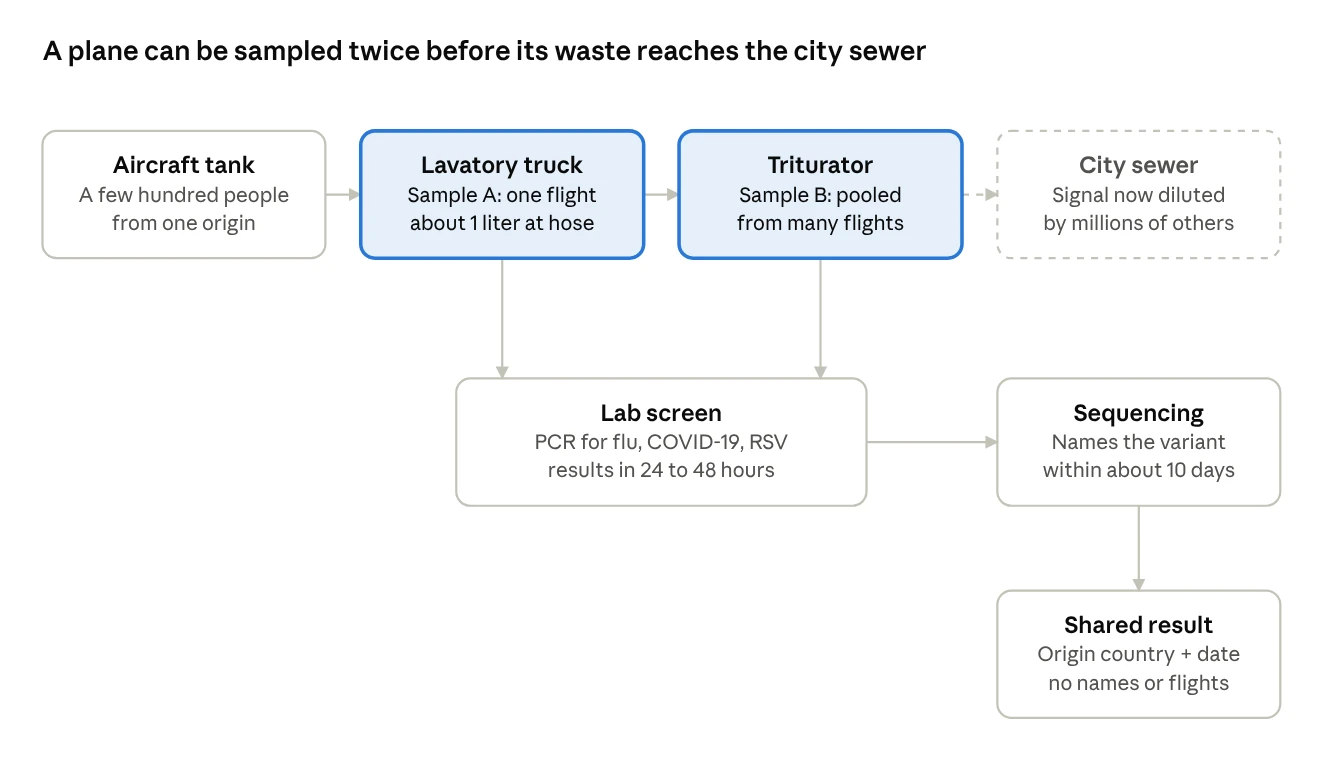 A plane can be sampled twice before its waste reaches the city sewer
Aircraft tank
A few hundred people
from one origin
Lavatory truck
Sample A: one flight
about 1 liter at hose
Triturator
Sample B: pooled
from many flights
City sewer
Signal now diluted
by millions of others
Lab screen
PCR for flu, COVID-19, RSV
results in 24 to 48 hours
Sequencing
Names the variant
within about 10 days
Shared result
Origin country + date
no names or flights